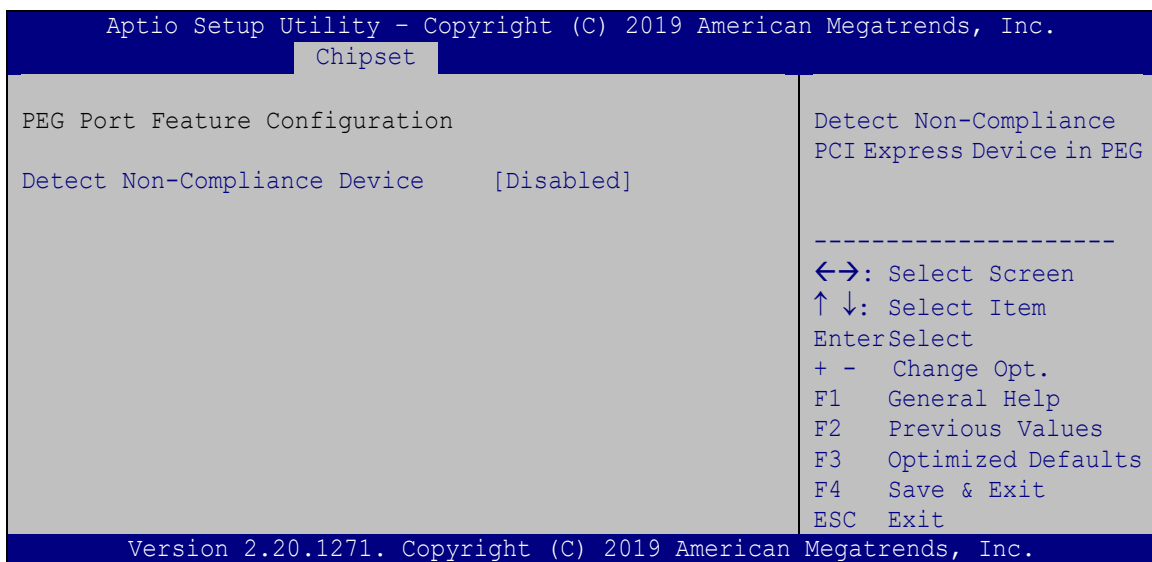 Aptio Setup Utility – Copyright (C) 2019 American Megatrends, Inc.
Chipset
PEG Port Feature Configuration
Detect Non-Compliance Device [Disabled]
Detect Non-Compliance
PCI Express Device in PEG
----------------------
←→: Select Screen
↑ ↓: Select Item
EnterSelect
+ - Change Opt.
F1 General Help
F2 Previous Values
F3 Optimized Defaults
F4 Save & Exit
ESC Exit
Version 2.20.1271. Copyright (C) 2019 American Megatrends, Inc.